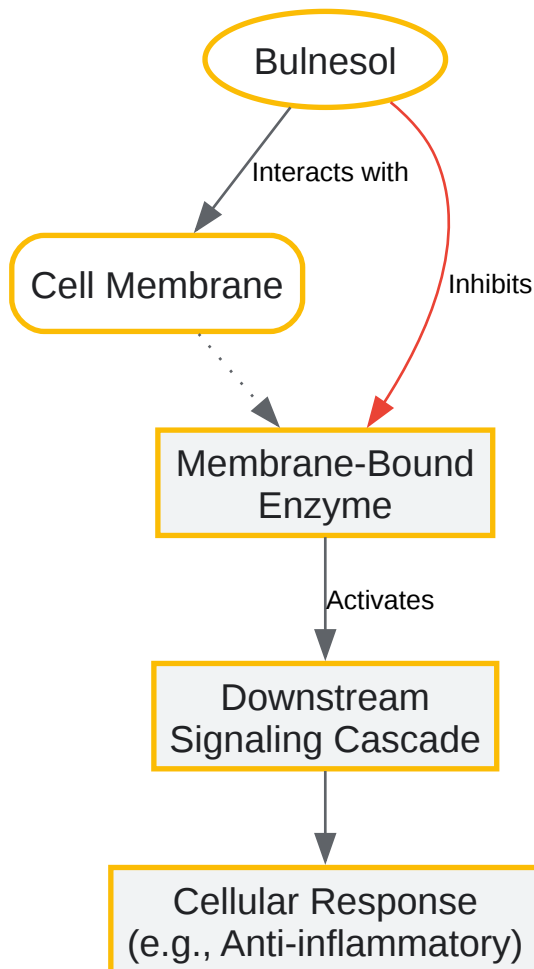 Bulnesol
Interacts with
Cell Membrane
Inhibits
Membrane-Bound
Enzyme
Activates
Downstream
Signaling Cascade
Cellular Response
(e.g., Anti-inflammatory)